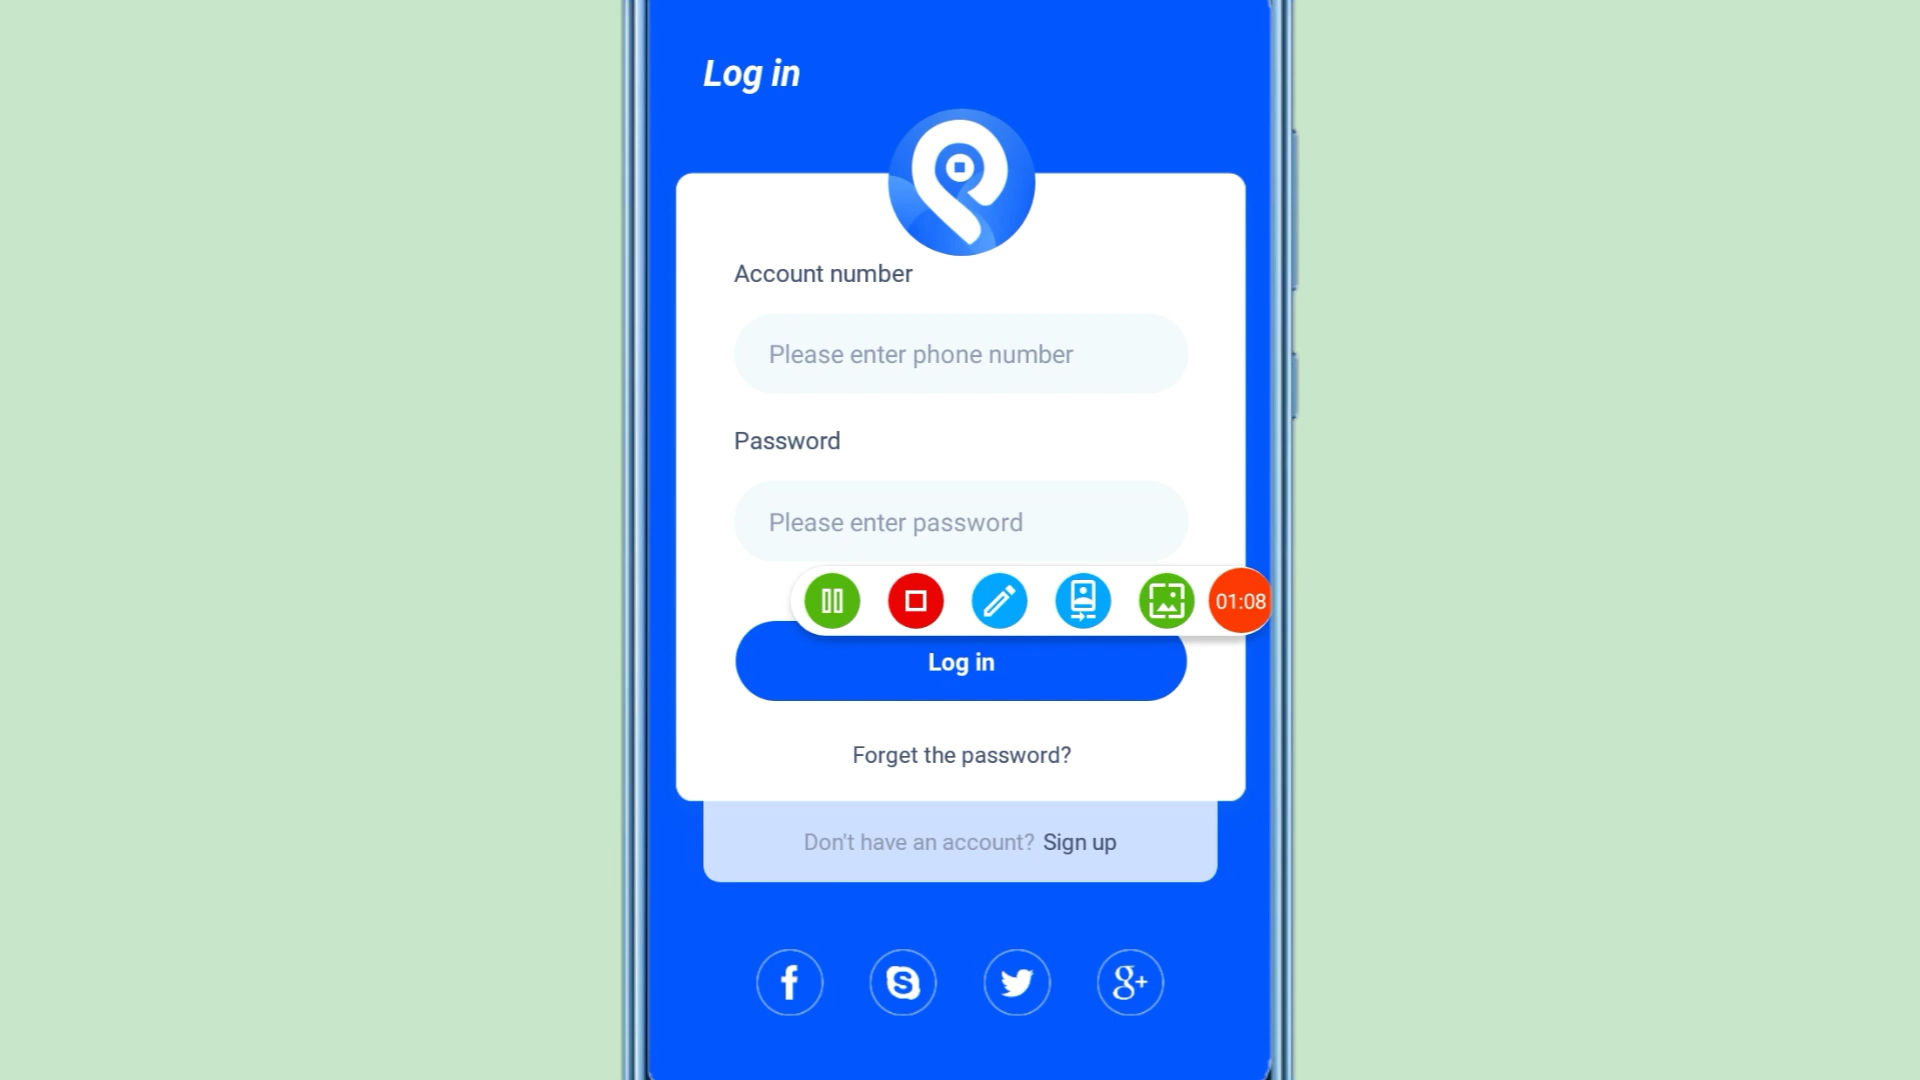 Log in
Account number
Please enter phone number
Password
Please enter password
01:08
Log in
Forget the password?
Don't have an account? Sign up
f S g+